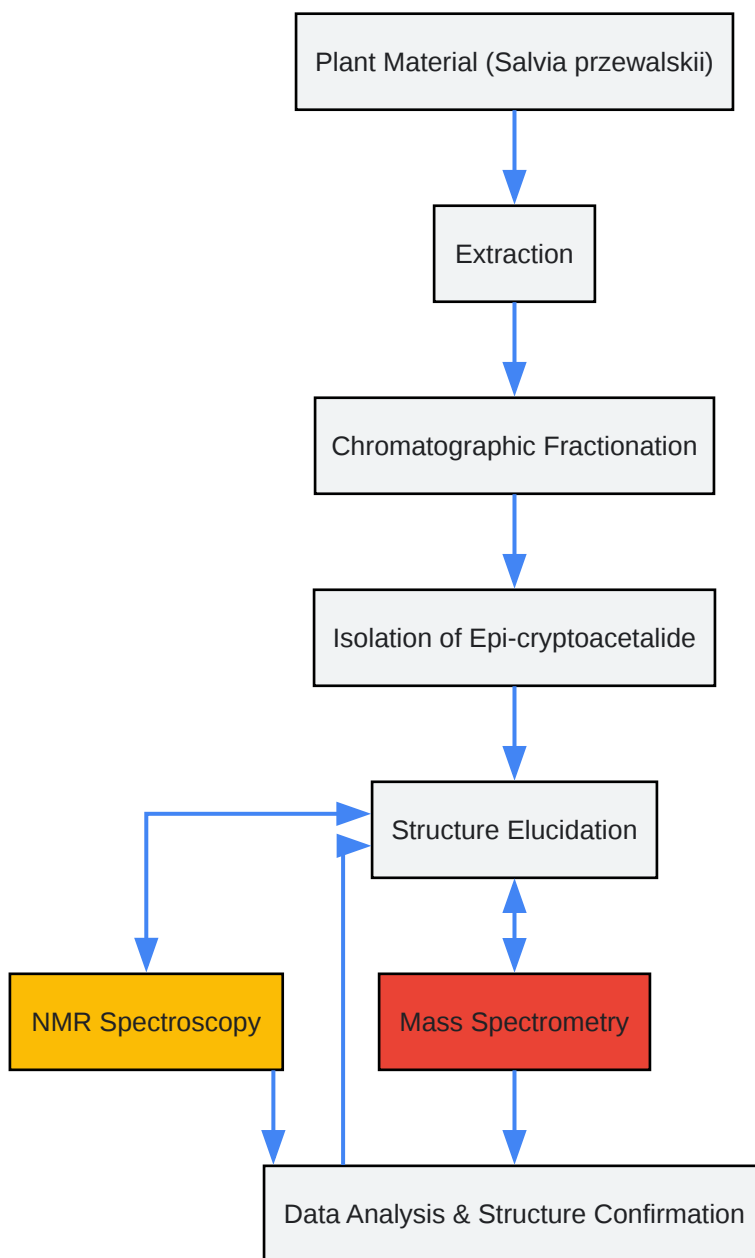 Plant Material (Salvia przewalskii)
Extraction
Chromatographic Fractionation
Isolation of Epi-cryptoacetalide
Structure Elucidation
NMR Spectroscopy
Mass Spectrometry
Data Analysis & Structure Confirmation